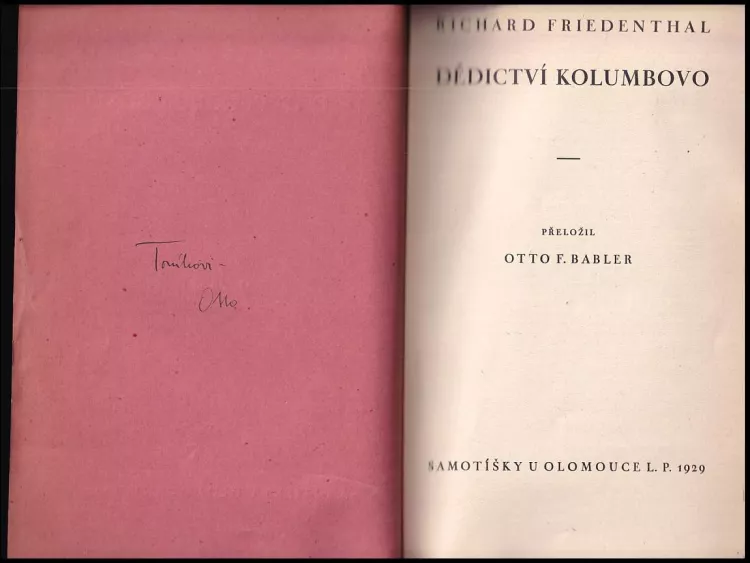 Toníkovi –
Otto
RICHARD FRIEDENTHAL
DĚDICTVÍ KOLUMBOVO
—
PŘELOŽIL
OTTO F. BABLER
SAMOTÍŠKY U OLOMOUCE L. P. 1929